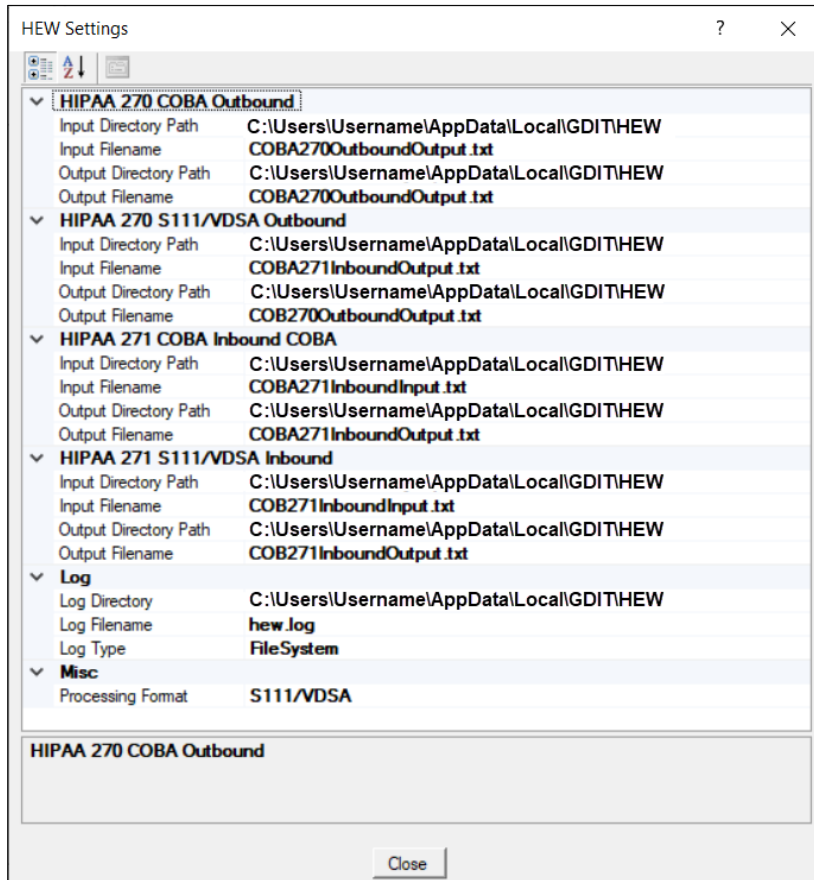 HEW Settings ? ✕
HIPAA 270 COBA Outbound
Input Directory Path C:\Users\Username\AppData\Local\GDIT\HEW
Input Filename COBA270OutboundOutput.txt
Output Directory Path C:\Users\Username\AppData\Local\GDIT\HEW
Output Filename COBA270OutboundOutput.txt
HIPAA 270 S111/VDSA Outbound
Input Directory Path C:\Users\Username\AppData\Local\GDIT\HEW
Input Filename COBA271InboundOutput.txt
Output Directory Path C:\Users\Username\AppData\Local\GDIT\HEW
Output Filename COB270OutboundOutput.txt
HIPAA 271 COBA Inbound COBA
Input Directory Path C:\Users\Username\AppData\Local\GDIT\HEW
Input Filename COBA271InboundInput.txt
Output Directory Path C:\Users\Username\AppData\Local\GDIT\HEW
Output Filename COBA271InboundOutput.txt
HIPAA 271 S111/VDSA Inbound
Input Directory Path C:\Users\Username\AppData\Local\GDIT\HEW
Input Filename COB271InboundInput.txt
Output Directory Path C:\Users\Username\AppData\Local\GDIT\HEW
Output Filename COB271InboundOutput.txt
Log
Log Directory C:\Users\Username\AppData\Local\GDIT\HEW
Log Filename hew.log
Log Type FileSystem
Misc
Processing Format S111/VDSA
HIPAA 270 COBA Outbound
Close